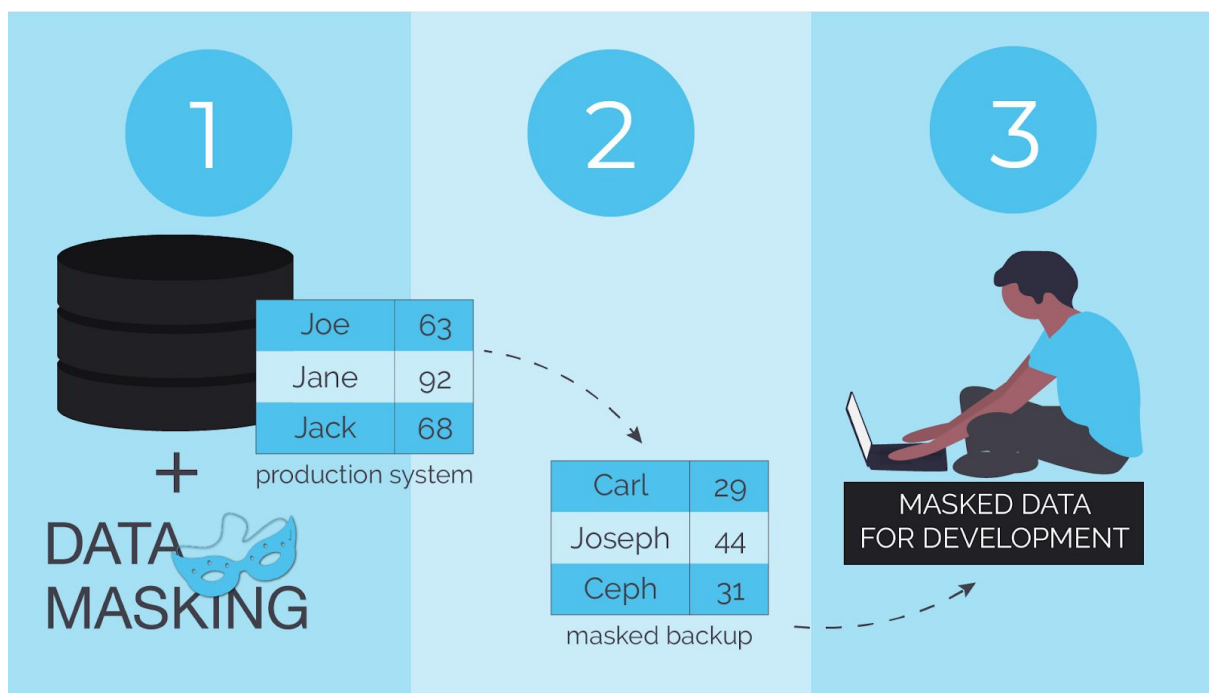 1
2
3
Joe 63
Jane 92
Jack 68
production system
+
DATA
MASKING
Carl 29
Joseph 44
Ceph 31
masked backup
MASKED DATA
FOR DEVELOPMENT